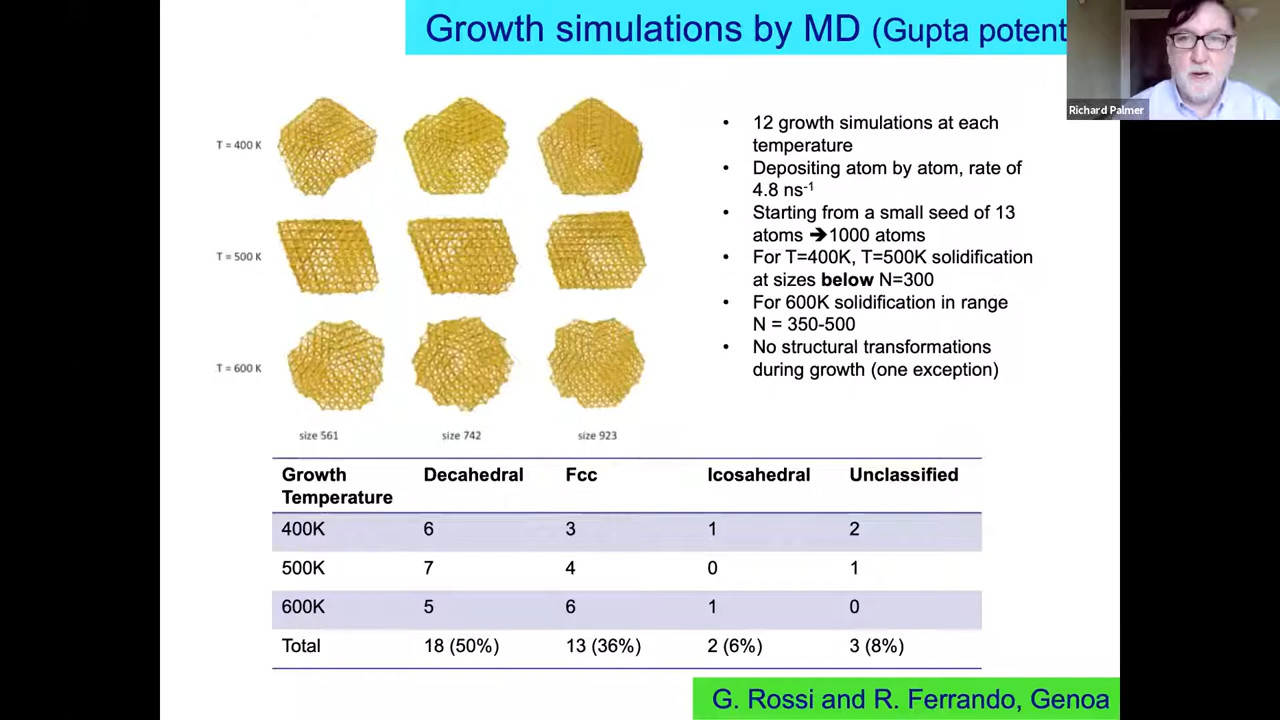 Growth simulations by MD (Gupta potent
Richard Palmer
T = 400 K
T = 500 K
T = 600 K
size 561
size 742
size 923
• 12 growth simulations at each
temperature
• Depositing atom by atom, rate of
4.8 ns-1
• Starting from a small seed of 13
atoms ➔1000 atoms
• For T=400K, T=500K solidification
at sizes below N=300
• For 600K solidification in range
N = 350-500
• No structural transformations
during growth (one exception)
Growth Temperature Decahedral Fcc Icosahedral Unclassified
400K 6 3 1 2
500K 7 4 0 1
600K 5 6 1 0
Total 18 (50%) 13 (36%) 2 (6%) 3 (8%)
G. Rossi and R. Ferrando, Genoa